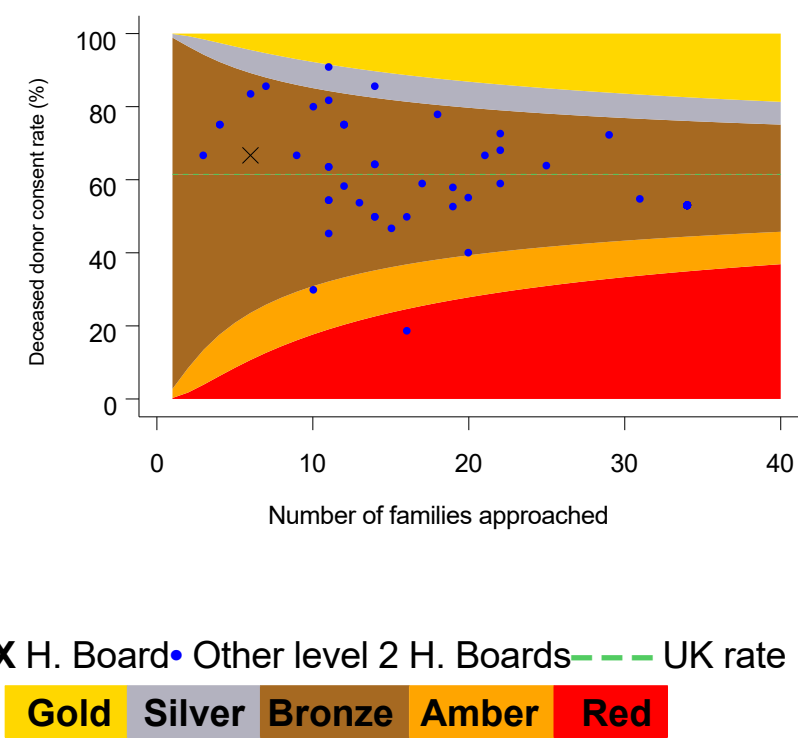 100
80
60
40
20
0
Deceased donor consent rate (%)
0 10 20 30 40
Number of families approached
X H. Board Other level 2 H. Boards UK rate
Gold Silver Bronze Amber Red